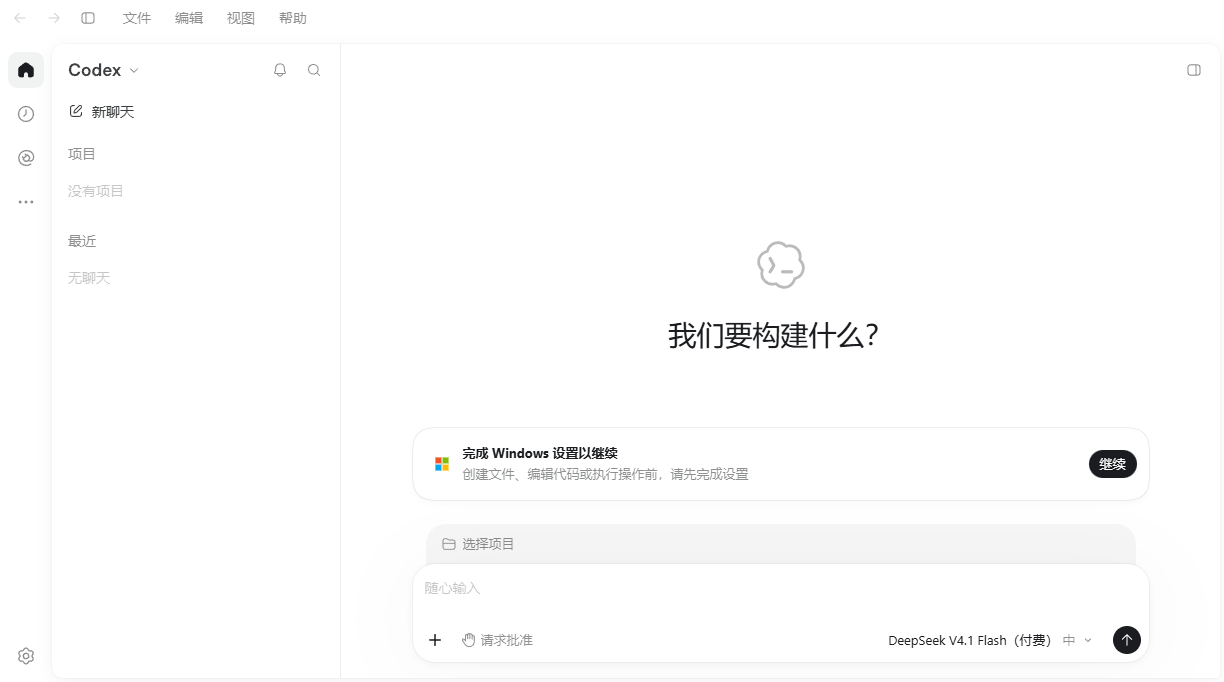 文件 编辑 视图 帮助
Codex
新聊天
项目
没有项目
最近
无聊天
我们要构建什么？
完成 Windows 设置以继续
创建文件、编辑代码或执行操作前，请先完成设置
继续
选择项目
随心输入
请求批准 DeepSeek V4.1 Flash（付费） 中